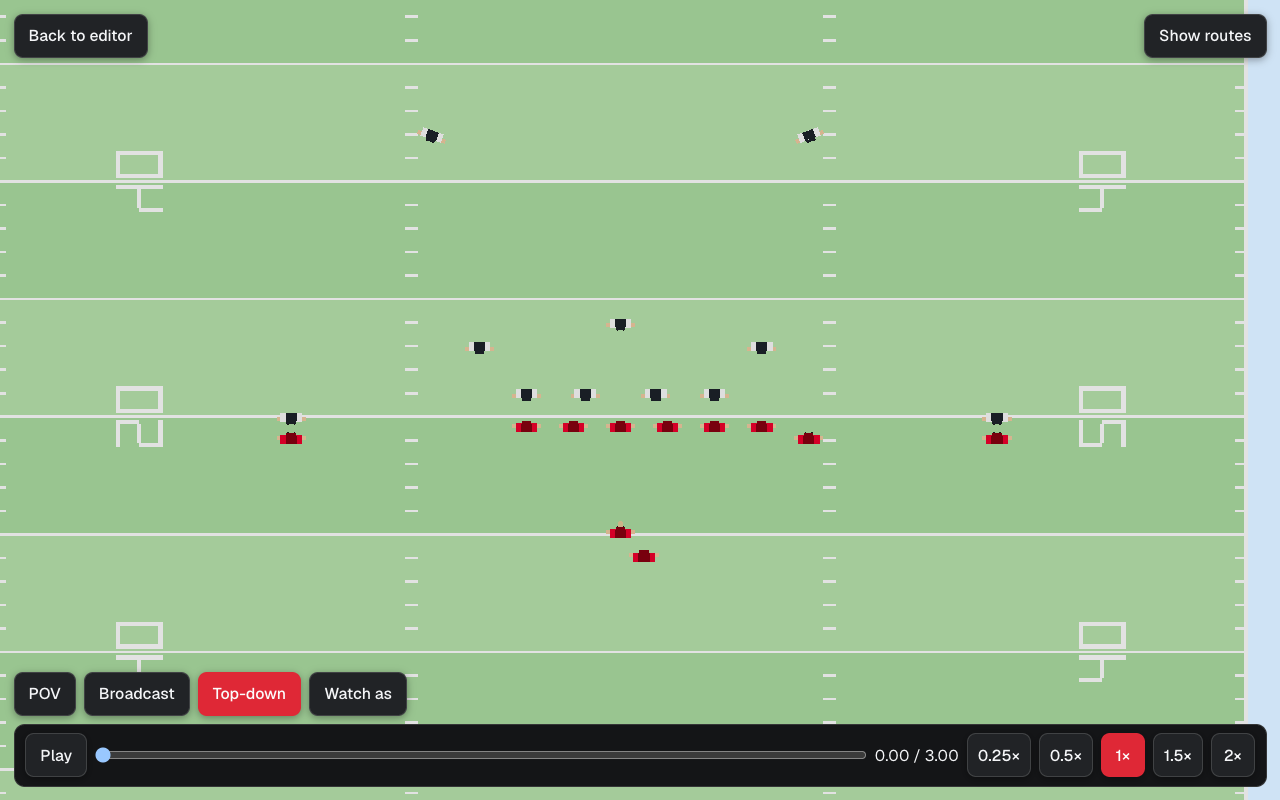 Back to editor
Show routes
POV
Broadcast
Top-down
Watch as
Play
0.00 / 3.00
0.25×
0.5×
1×
1.5×
2×